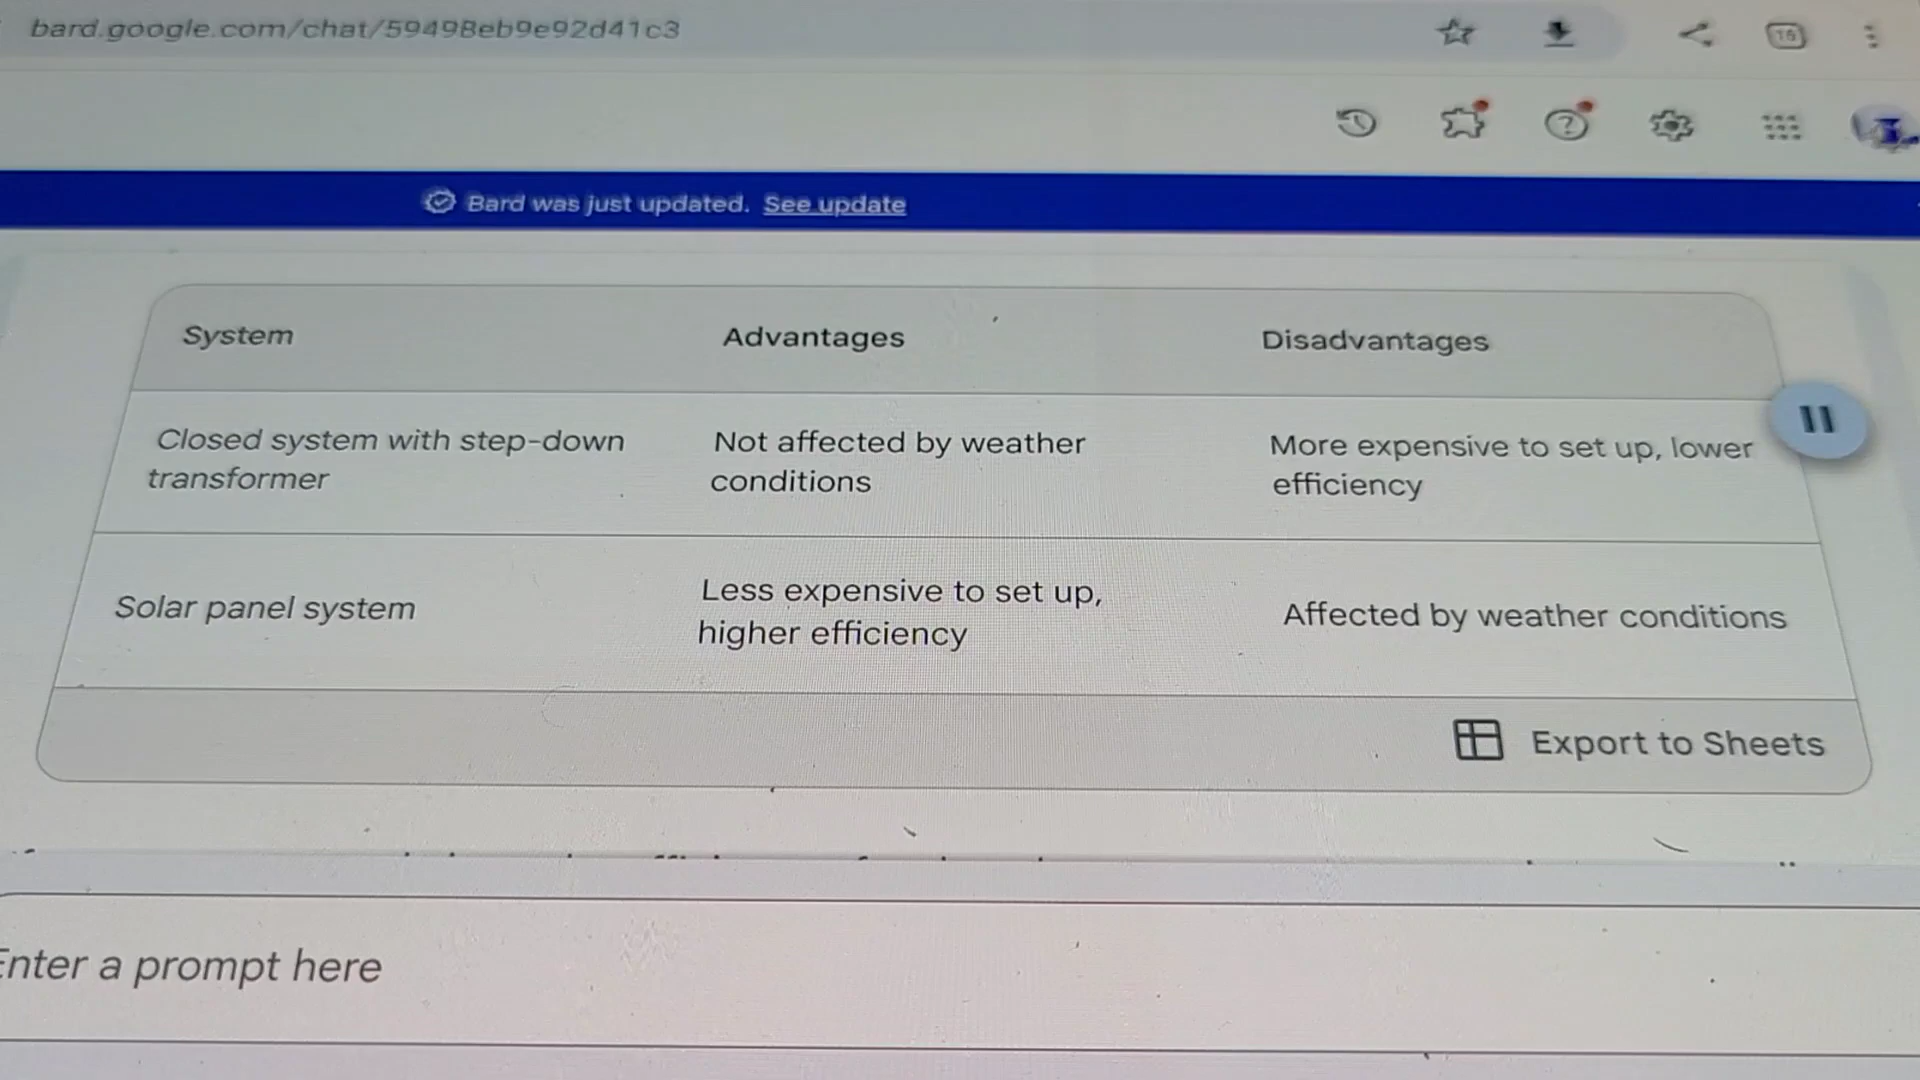 bard.google.com/chat/59498eb9e92d41c3
16
Bard was just updated. See update
System Advantages Disadvantages
Closed system with step-down Not affected by weather More expensive to set up, lower
transformer conditions efficiency
Solar panel system Less expensive to set up, Affected by weather conditions
higher efficiency
Export to Sheets
Enter a prompt here